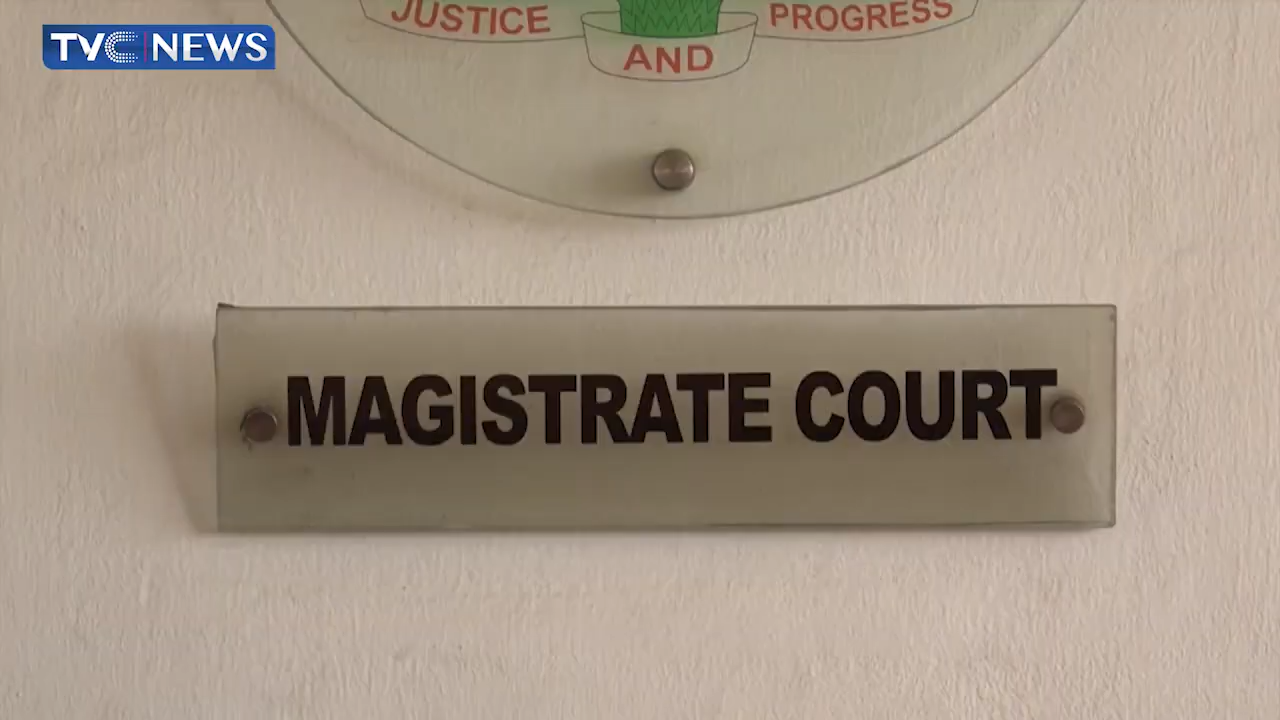 TVC NEWS
JUSTICE
AND
PROGRESS
MAGISTRATE COURT